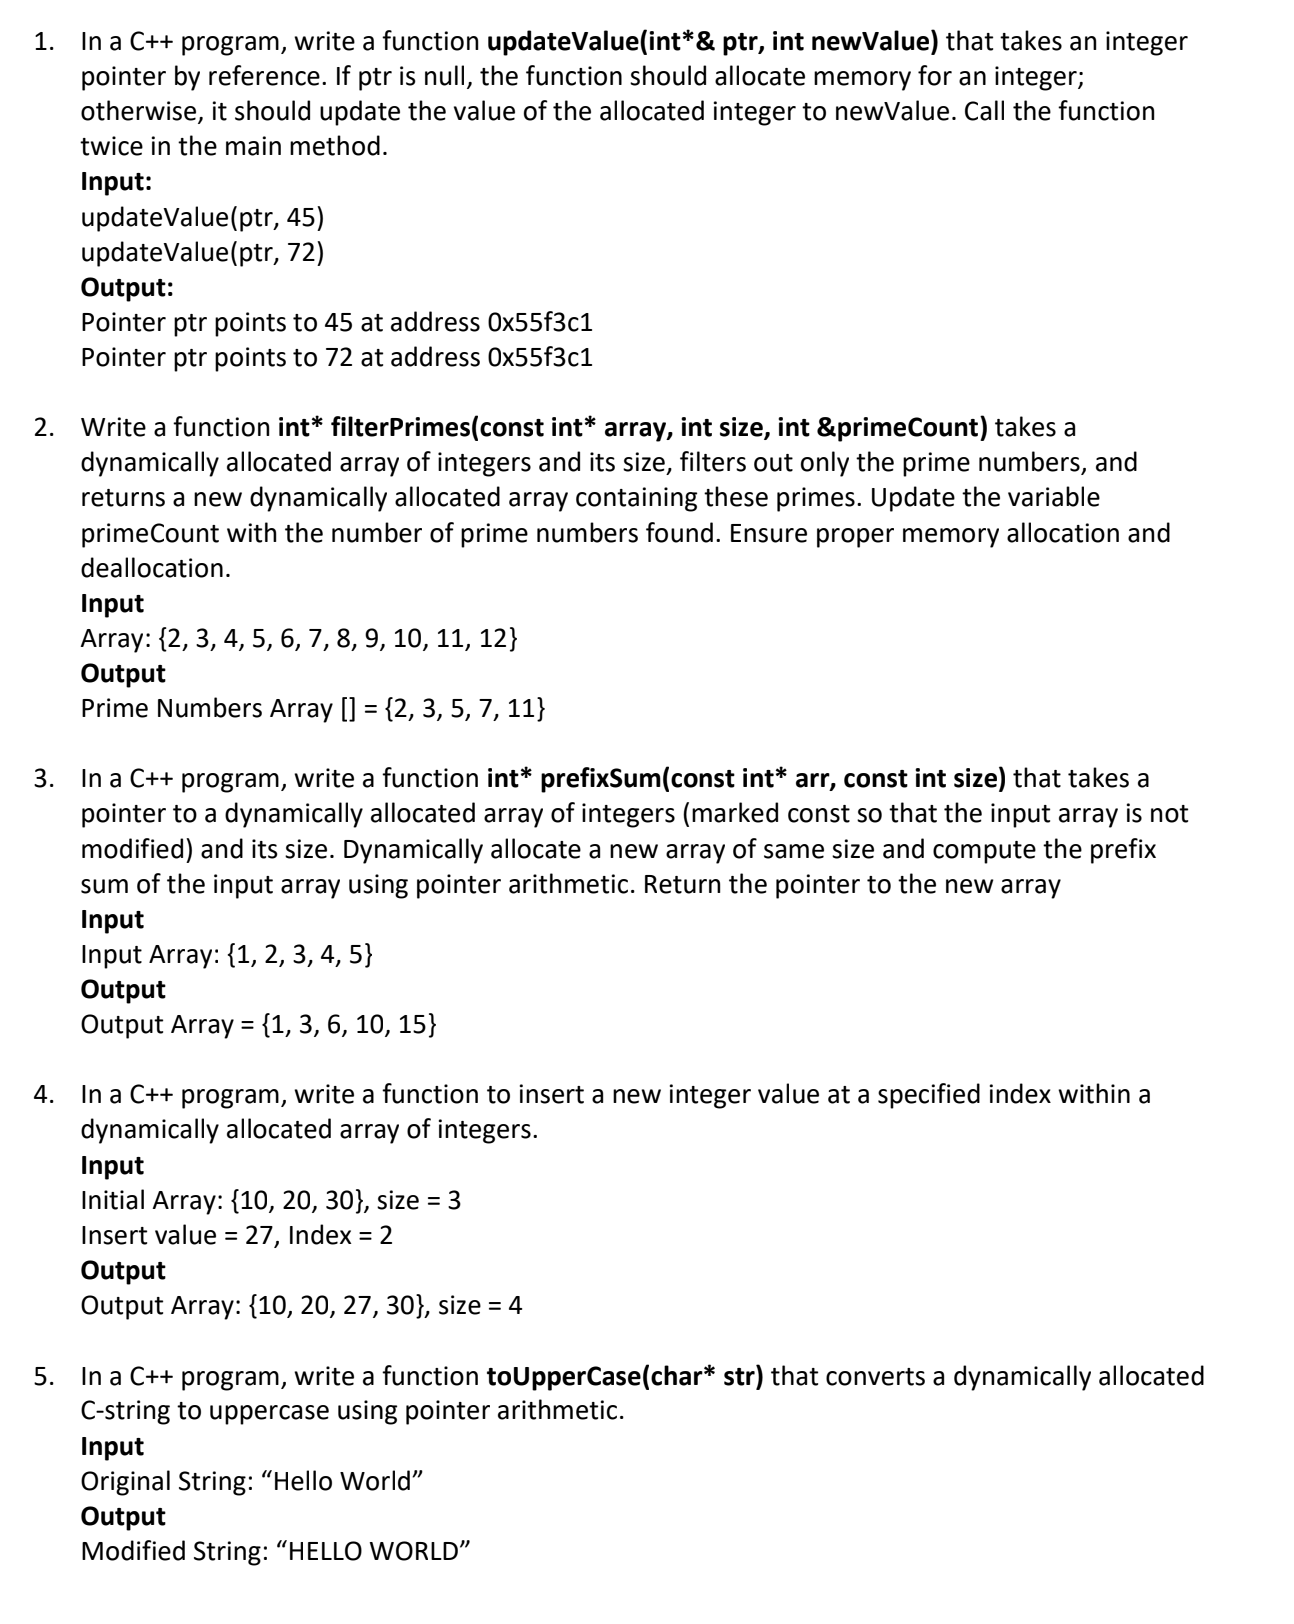 1. In a C++ program, write a function updateValue(int*& ptr, int newValue) that takes an integer
pointer by reference. If ptr is null, the function should allocate memory for an integer;
otherwise, it should update the value of the allocated integer to newValue. Call the function
twice in the main method.
Input:
updateValue(ptr, 45)
updateValue(ptr, 72)
Output:
Pointer ptr points to 45 at address 0x55f3c1
Pointer ptr points to 72 at address 0x55f3c1
2. Write a function int* filterPrimes(const int* array, int size, int &primeCount) takes a
dynamically allocated array of integers and its size, filters out only the prime numbers, and
returns a new dynamically allocated array containing these primes. Update the variable
primeCount with the number of prime numbers found. Ensure proper memory allocation and
deallocation.
Input
Array: {2, 3, 4, 5, 6, 7, 8, 9, 10, 11, 12}
Output
Prime Numbers Array [] = {2, 3, 5, 7, 11}
3. In a C++ program, write a function int* prefixSum(const int* arr, const int size) that takes a
pointer to a dynamically allocated array of integers (marked const so that the input array is not
modified) and its size. Dynamically allocate a new array of same size and compute the prefix
sum of the input array using pointer arithmetic. Return the pointer to the new array
Input
Input Array: {1, 2, 3, 4, 5}
Output
Output Array = {1, 3, 6, 10, 15}
4. In a C++ program, write a function to insert a new integer value at a specified index within a
dynamically allocated array of integers.
Input
Initial Array: {10, 20, 30}, size = 3
Insert value = 27, Index = 2
Output
Output Array: {10, 20, 27, 30}, size = 4
5. In a C++ program, write a function toUpperCase(char* str) that converts a dynamically allocated
C-string to uppercase using pointer arithmetic.
Input
Original String: “Hello World”
Output
Modified String: “HELLO WORLD”